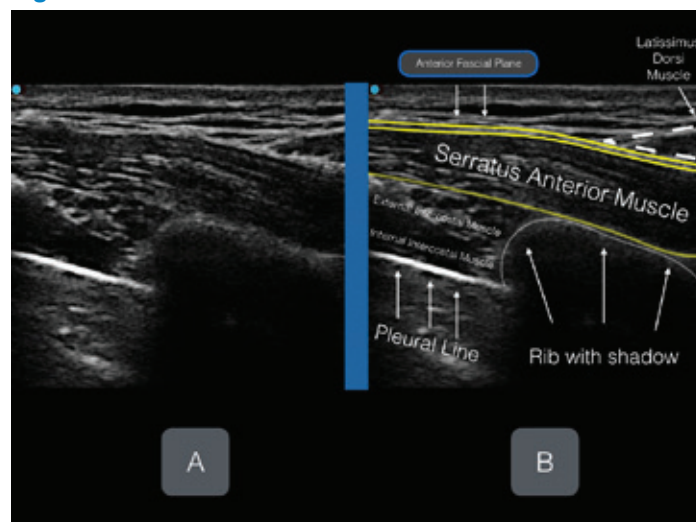 Anterior Fascial Plane
Latissimus
Dorsi
Muscle
Serratus Anterior Muscle
External Intercostal Muscle
Internal Intercostal Muscle
Pleural Line
Rib with shadow
A
B